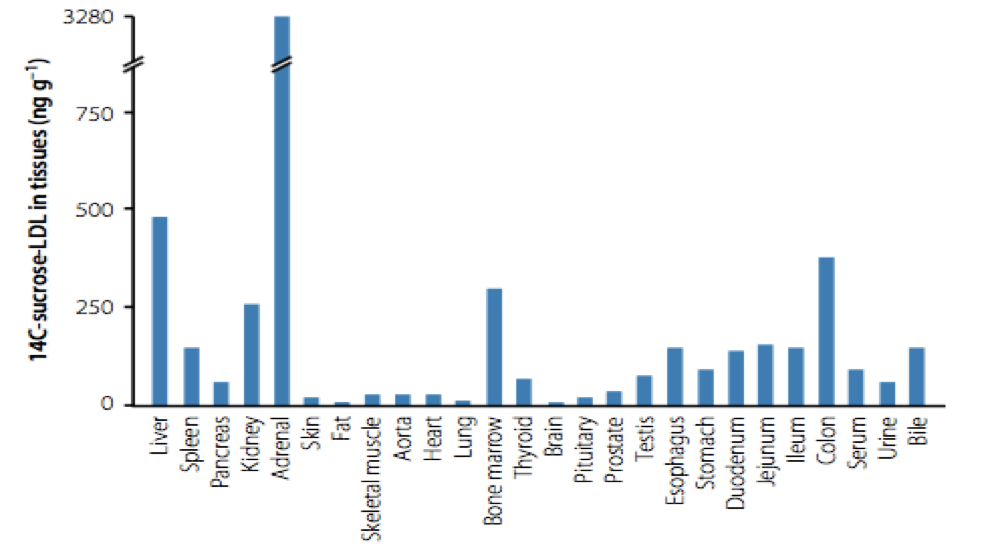 14C-sucrose-LDL in tissues (ng g⁻¹)
3280
750
500
250
0
Liver
Spleen
Pancreas
Kidney
Adrenal
Skin
Fat
Skeletal muscle
Aorta
Heart
Lung
Bone marrow
Thyroid
Brain
Pituitary
Prostate
Testis
Esophagus
Stomach
Duodenum
Jejunum
Ileum
Colon
Serum
Urine
Bile